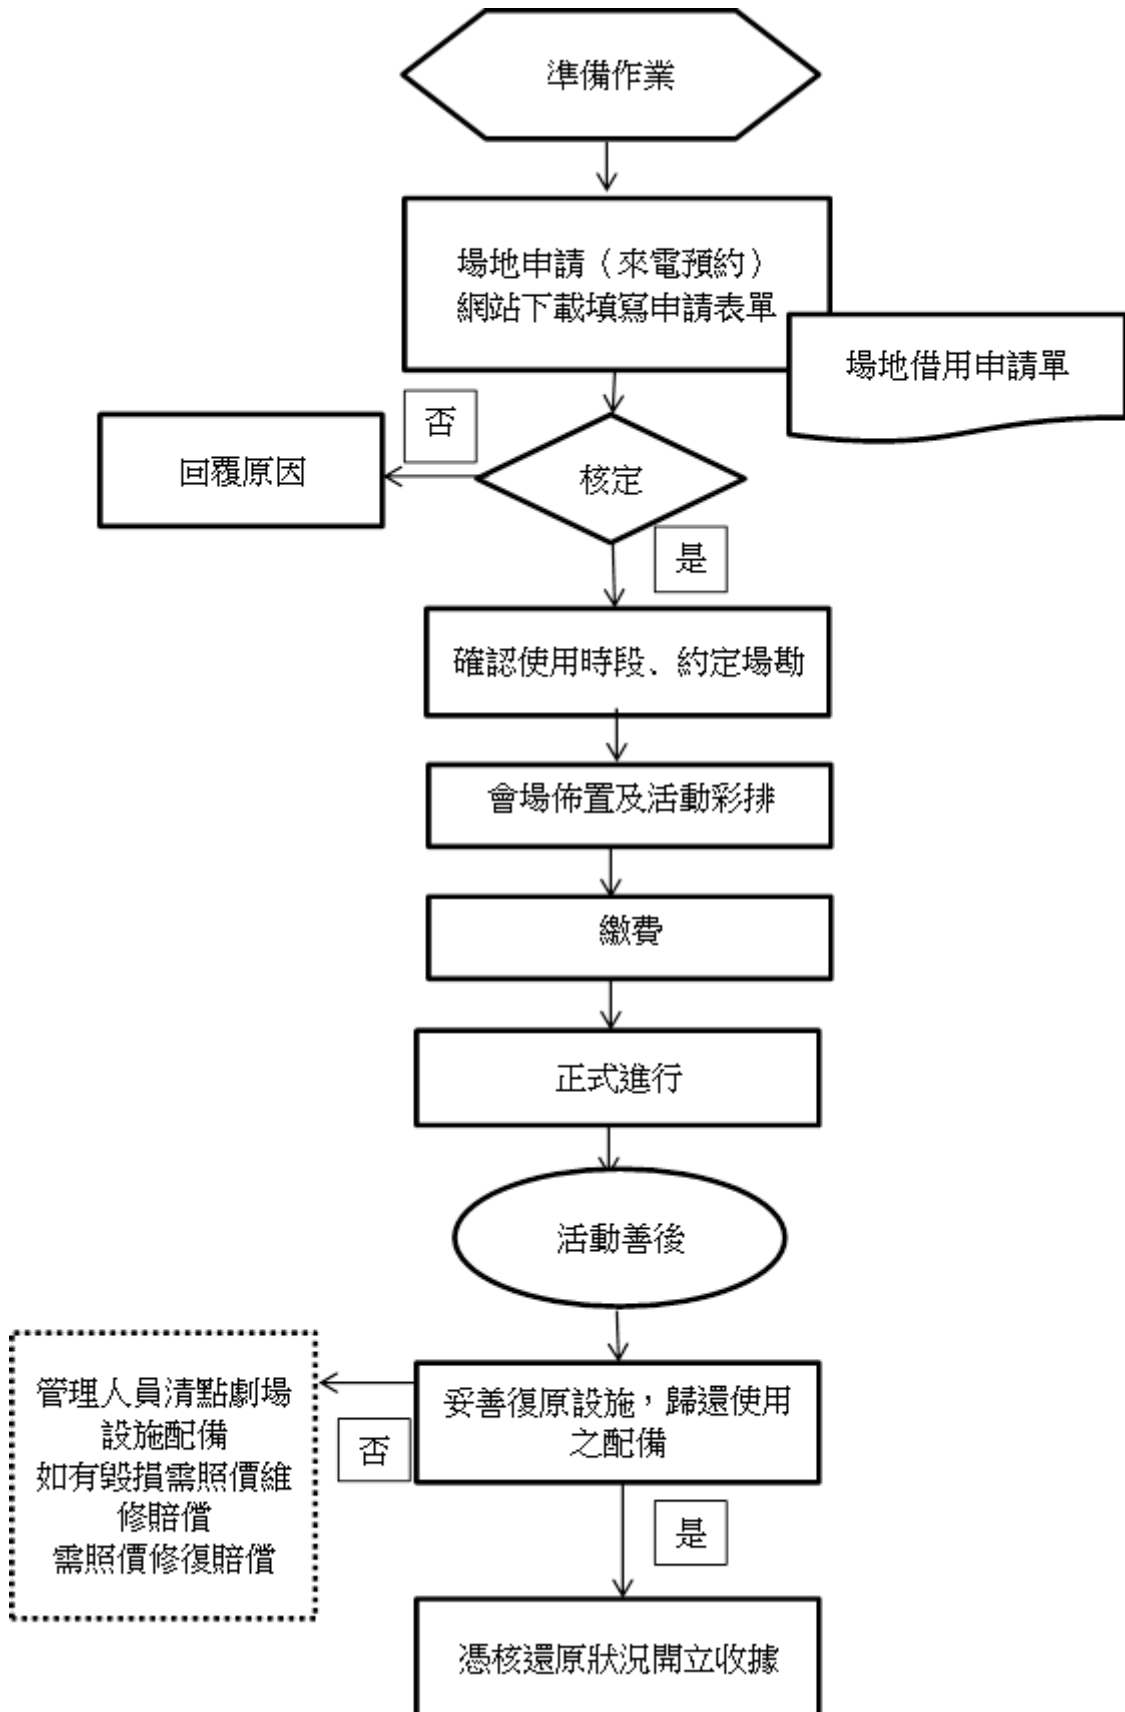 準備作業
場地申請（來電預約）
網站下載填寫申請表單
場地借用申請單
否
回覆原因
核定
是
確認使用時段、約定場勘
會場佈置及活動彩排
繳費
正式進行
活動善後
管理人員清點劇場
設施配備
如有毀損需照價維
修賠償
需照價修復賠償
否
妥善復原設施，歸還使用
之配備
是
憑核還原狀況開立收據